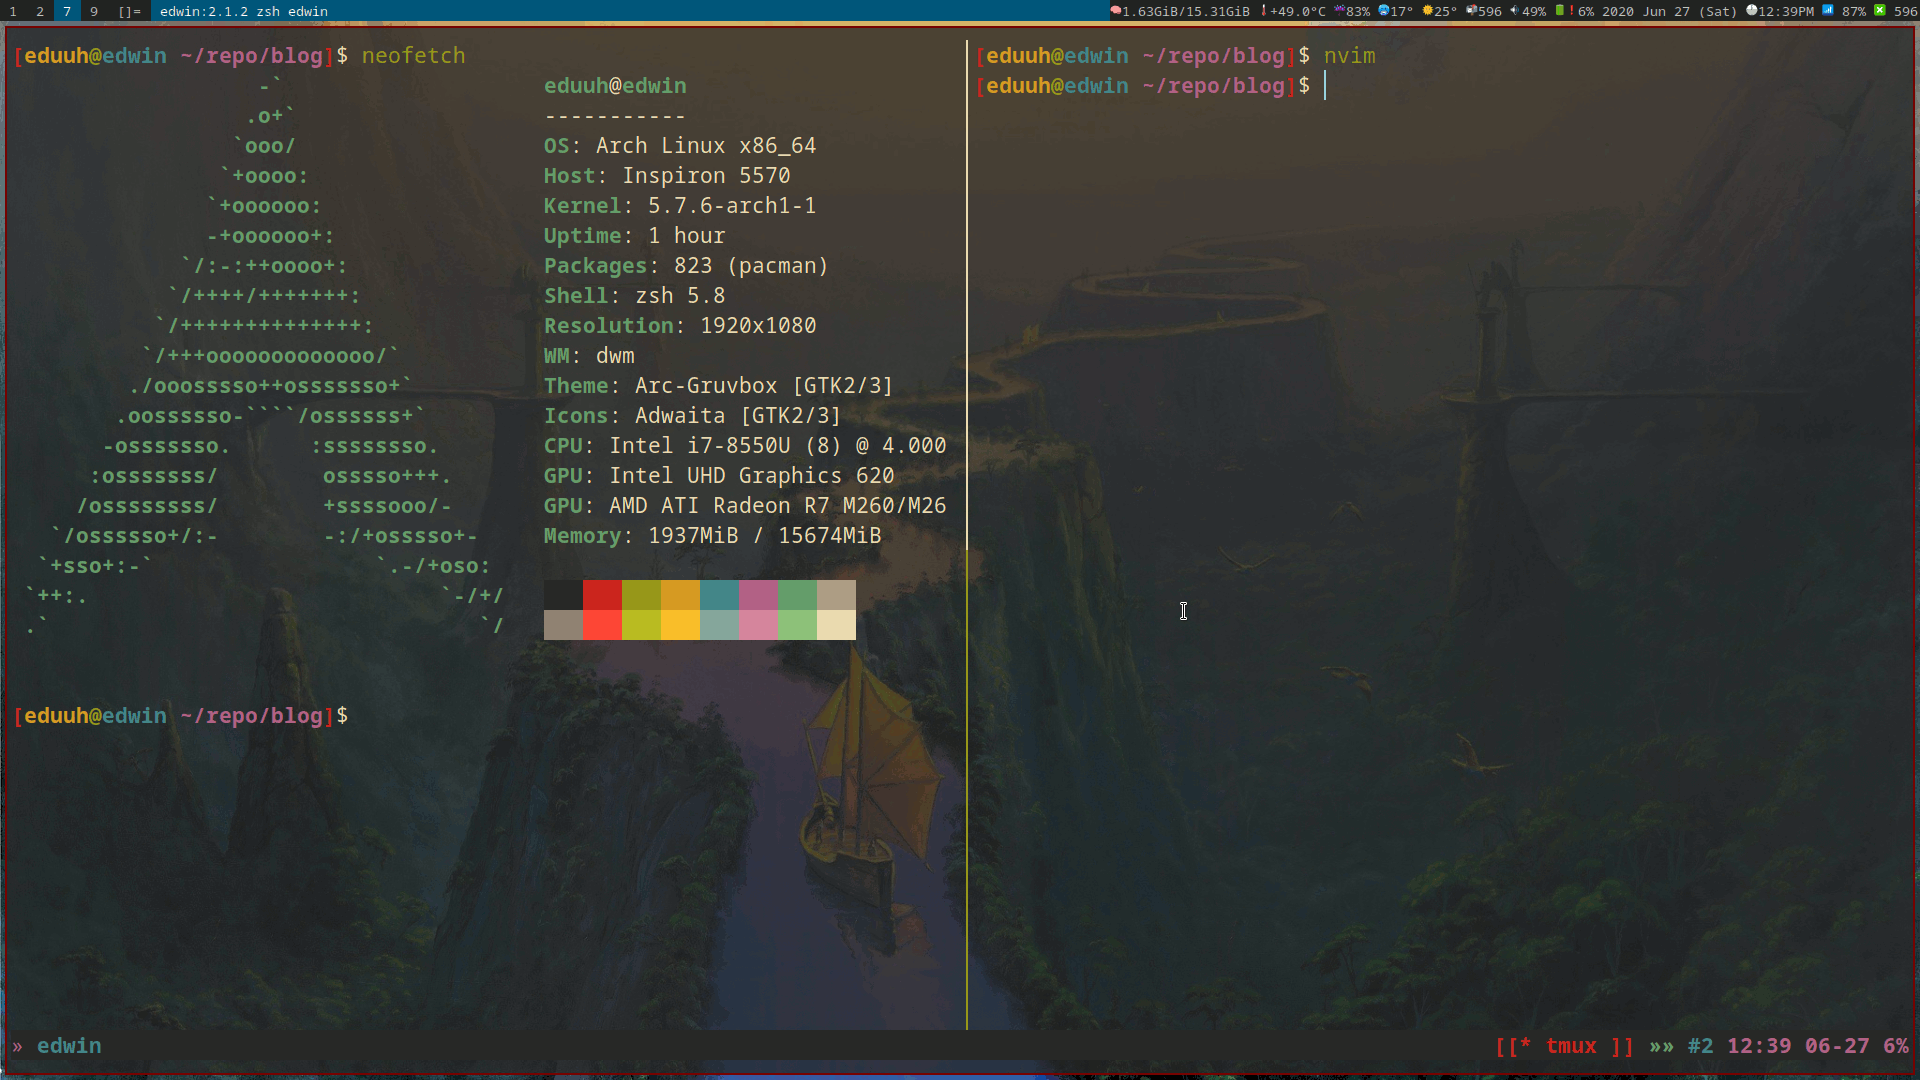 1 2 7 9 []= edwin:2.1.2 zsh edwin 1.63GiB/15.31GiB +49.0°C 83% 17° 25° 596 49% ! 6% 2020 Jun 27 (Sat) 12:39PM 87% 596
[eduuh@edwin ~/repo/blog]$ neofetch
-`
.o+`
`ooo/
`+oooo:
`+oooooo:
-+oooooo+:
`/:-:++oooo+:
`/++++/+++++++:
`/++++++++++++++:
`/+++ooooooooooooo/`
./ooosssso++osssssso+`
.oossssso-````/ossssss+`
-osssssso. :ssssssso.
:osssssss/ osssso+++.
/ossssssss/ +ssssooo/-
`/ossssso+/:- -:/+osssso+-
`+sso+:-` `.-/+oso:
`++:. `-/+/
.` `/
eduuh@edwin
-----------
OS: Arch Linux x86_64
Host: Inspiron 5570
Kernel: 5.7.6-arch1-1
Uptime: 1 hour
Packages: 823 (pacman)
Shell: zsh 5.8
Resolution: 1920x1080
WM: dwm
Theme: Arc-Gruvbox [GTK2/3]
Icons: Adwaita [GTK2/3]
CPU: Intel i7-8550U (8) @ 4.000
GPU: Intel UHD Graphics 620
GPU: AMD ATI Radeon R7 M260/M26
Memory: 1937MiB / 15674MiB
[eduuh@edwin ~/repo/blog]$
[eduuh@edwin ~/repo/blog]$ nvim
[eduuh@edwin ~/repo/blog]$
» edwin [[* tmux ]] »» #2 12:39 06-27 6%